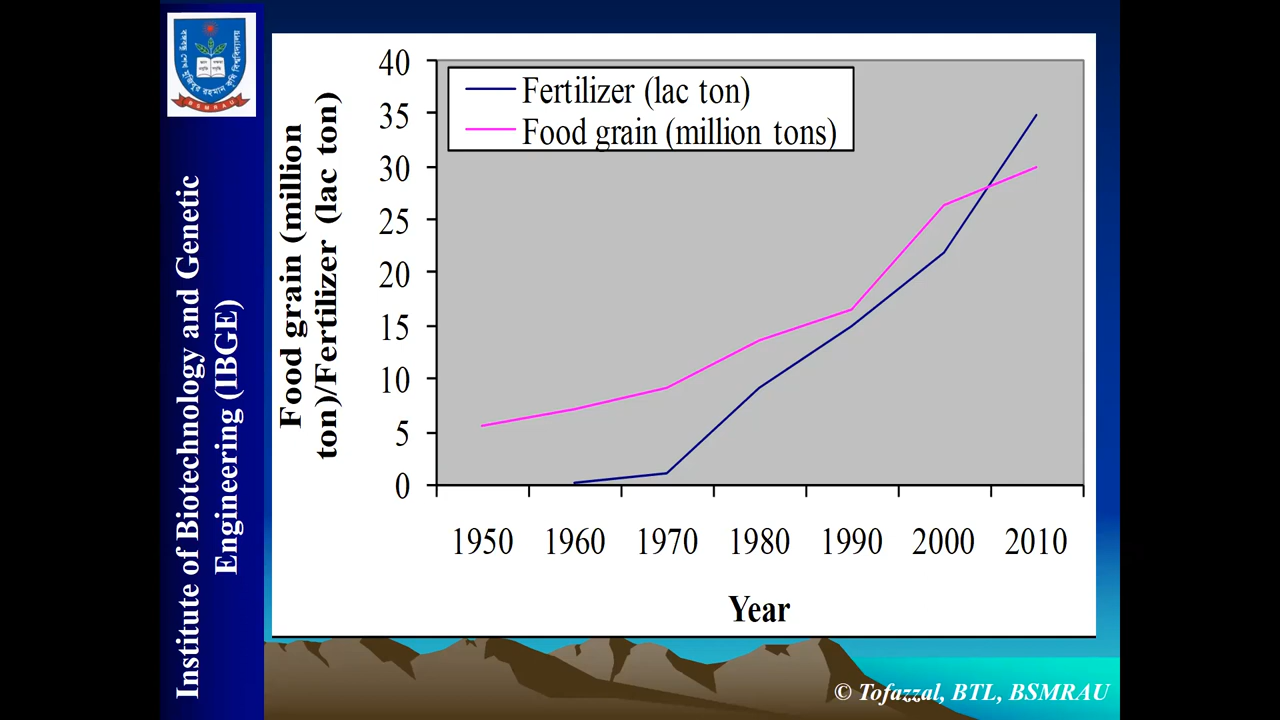 Institute of Biotechnology and Genetic
Engineering (IBGE)
BSMRAU
Food grain (million
ton)/Fertilizer (lac ton)
40
35
30
25
20
15
10
5
0
Fertilizer (lac ton)
Food grain (million tons)
1950 1960 1970 1980 1990 2000 2010
Year
© Tofazzal, BTL, BSMRAU